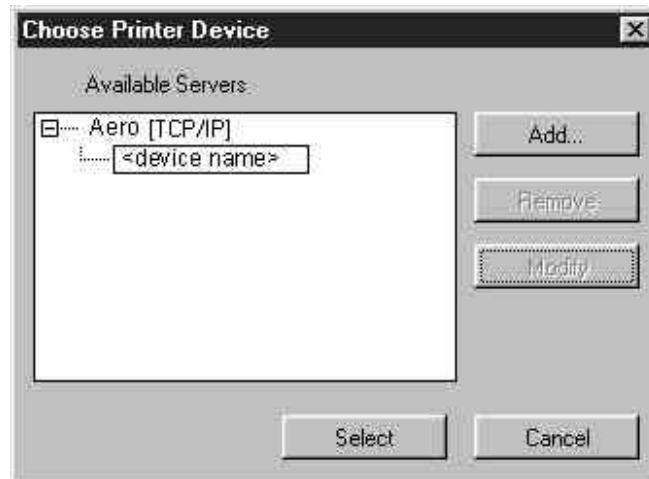 Choose Printer Device
Available Servers
Aero [TCP/IP]
<device name>
Add...
Remove
Modify
Select
Cancel